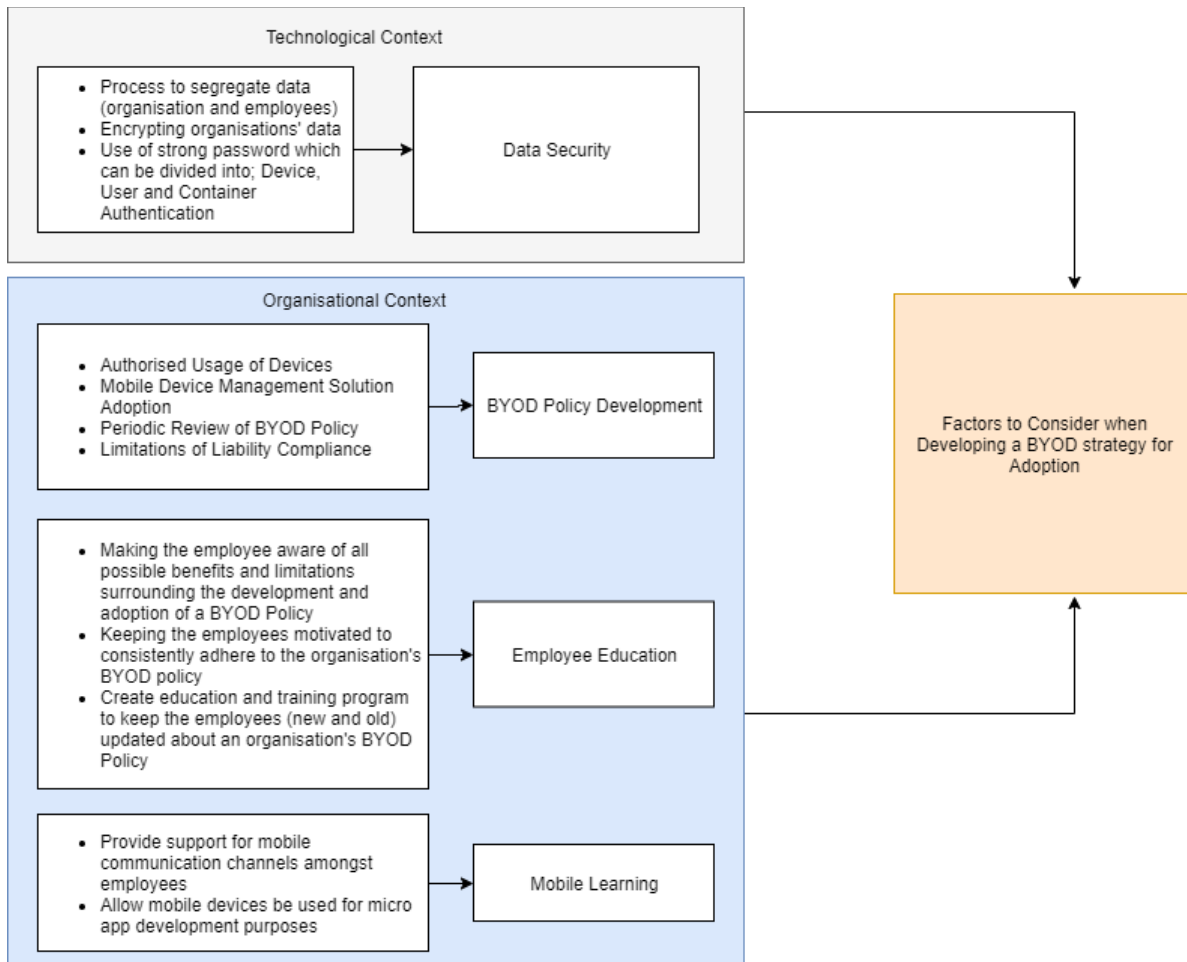 Technological Context
• Process to segregate data
(organisation and employees)
• Encrypting organisations' data
• Use of strong password which
can be divided into; Device,
User and Container
Authentication
Data Security
Organisational Context
• Authorised Usage of Devices
• Mobile Device Management Solution
Adoption
• Periodic Review of BYOD Policy
• Limitations of Liability Compliance
BYOD Policy Development
• Making the employee aware of all
possible benefits and limitations
surrounding the development and
adoption of a BYOD Policy
• Keeping the employees motivated to
consistently adhere to the organisation's
BYOD policy
• Create education and training program
to keep the employees (new and old)
updated about an organisation's BYOD
Policy
Employee Education
• Provide support for mobile
communication channels amongst
employees
• Allow mobile devices be used for micro
app development purposes
Mobile Learning
Factors to Consider when
Developing a BYOD strategy for
Adoption